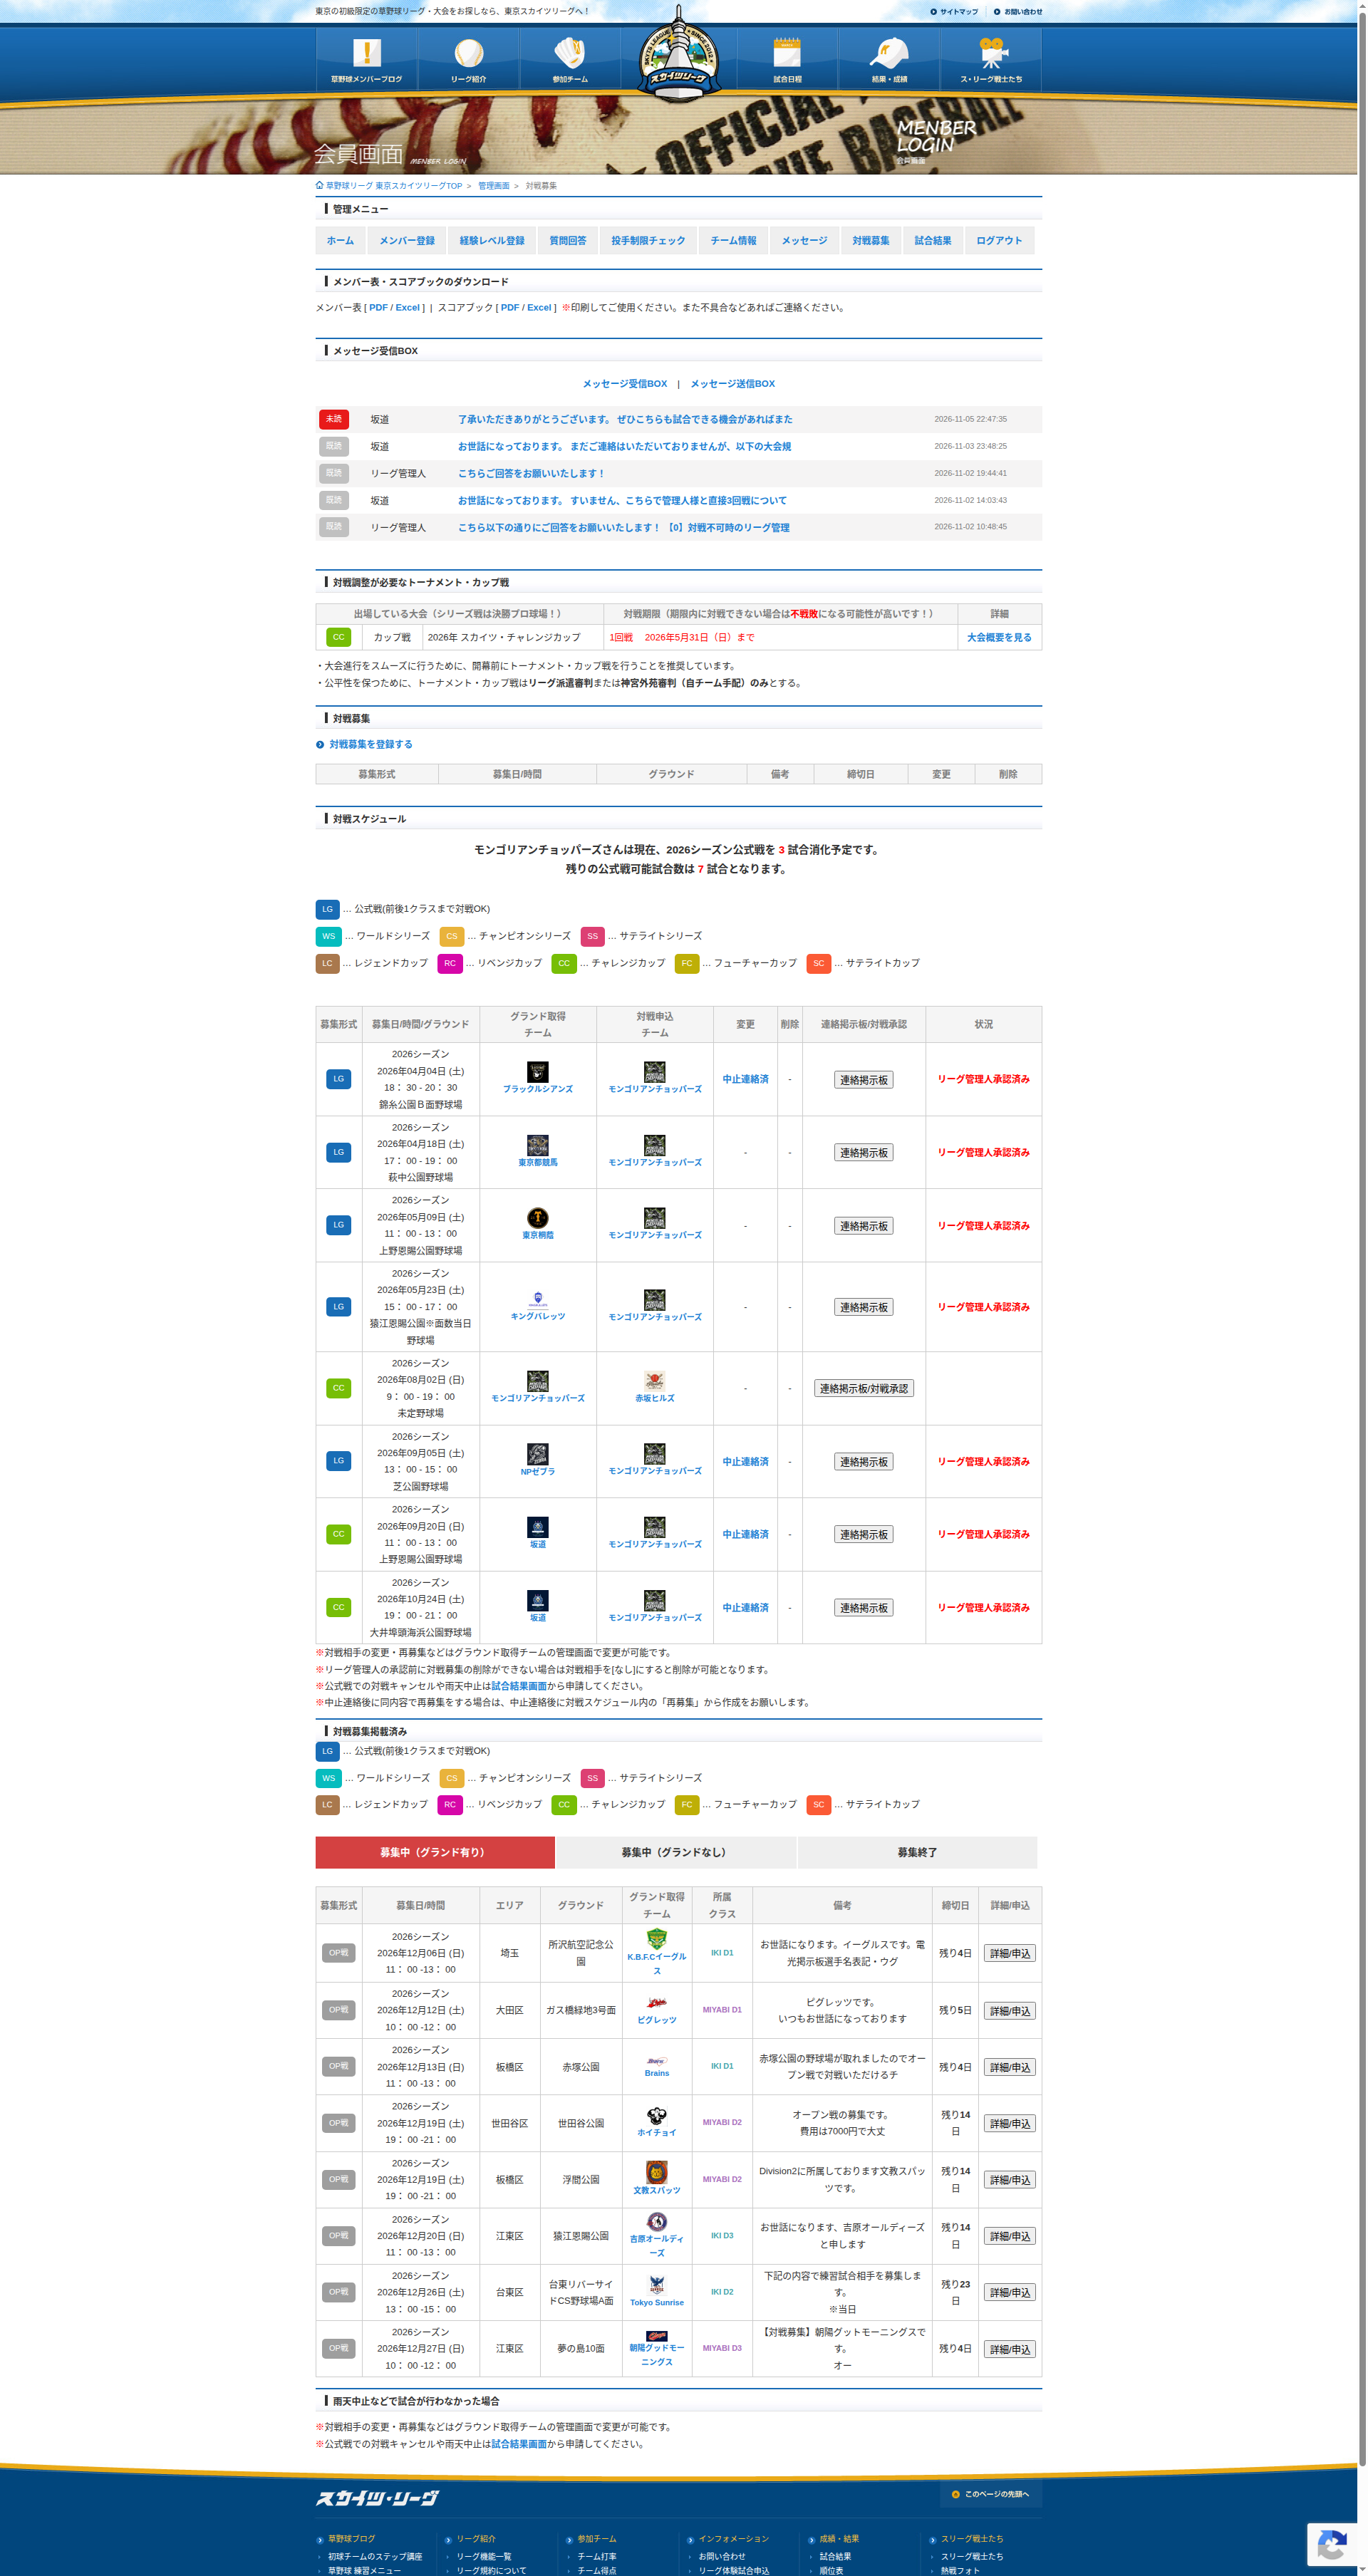 東京の初級限定の草野球リーグ・大会をお探しなら、東京スカイツリーグへ！
サイトマップ
お問い合わせ
草野球メンバーブログ
リーグ紹介
参加チーム
スカイツリーグ
試合日程
結果・成績
ス・リーグ戦士たち
OFFICIAL
会員画面 MENBER LOGIN
MENBER
LOGIN
会員画面
草野球リーグ 東京スカイツリーグTOP > 管理画面 > 対戦募集
管理メニュー
ホーム メンバー登録 経験レベル登録 質問回答 投手制限チェック チーム情報 メッセージ 対戦募集 試合結果 ログアウト
メンバー表・スコアブックのダウンロード
メンバー表 [ PDF / Excel ] | スコアブック [ PDF / Excel ] ※印刷してご使用ください。また不具合などあればご連絡ください。
メッセージ受信BOX
メッセージ受信BOX | メッセージ送信BOX
未読 坂道 了承いただきありがとうございます。 ぜひこちらも試合できる機会があればまた 2026-11-05 22:47:35
既読 坂道 お世話になっております。 まだご連絡はいただいておりませんが、以下の大会規 2026-11-03 23:48:25
既読 リーグ管理人 こちらご回答をお願いいたします！ 2026-11-02 19:44:41
既読 坂道 お世話になっております。 すいません、こちらで管理人様と直接3回戦について 2026-11-02 14:03:43
既読 リーグ管理人 こちら以下の通りにご回答をお願いいたします！ 【0】対戦不可時のリーグ管理 2026-11-02 10:48:45
対戦調整が必要なトーナメント・カップ戦
出場している大会（シリーズ戦は決勝プロ球場！） 対戦期限（期限内に対戦できない場合は不戦敗になる可能性が高いです！） 詳細
CC カップ戦 2026年 スカイツ・チャレンジカップ 1回戦 2026年5月31日（日）まで 大会概要を見る
・大会進行をスムーズに行うために、開幕前にトーナメント・カップ戦を行うことを推奨しています。
・公平性を保つために、トーナメント・カップ戦はリーグ派遣審判または神宮外苑審判（自チーム手配）のみとする。
対戦募集
対戦募集を登録する
募集形式 募集日/時間 グラウンド 備考 締切日 変更 削除
対戦スケジュール
モンゴリアンチョッパーズさんは現在、2026シーズン公式戦を 3 試合消化予定です。
残りの公式戦可能試合数は 7 試合となります。
LG … 公式戦(前後1クラスまで対戦OK)
WS … ワールドシリーズ CS … チャンピオンシリーズ SS … サテライトシリーズ
LC … レジェンドカップ RC … リベンジカップ CC … チャレンジカップ FC … フューチャーカップ SC … サテライトカップ
募集形式 募集日/時間/グラウンド グランド取得
チーム 対戦申込
チーム 変更 削除 連絡掲示板/対戦承認 状況
LG
2026シーズン
2026年04月04日 (土)
18： 30 - 20： 30
錦糸公園Ｂ面野球場
ブラックルシアンズ モンゴリアンチョッパーズ 中止連絡済 - 連絡掲示板 リーグ管理人承認済み
LG
2026シーズン
2026年04月18日 (土)
17： 00 - 19： 00
萩中公園野球場
東京都競馬 モンゴリアンチョッパーズ - - 連絡掲示板 リーグ管理人承認済み
LG
2026シーズン
2026年05月09日 (土)
11： 00 - 13： 00
上野恩賜公園野球場
東京桐蔭 モンゴリアンチョッパーズ - - 連絡掲示板 リーグ管理人承認済み
LG
2026シーズン
2026年05月23日 (土)
15： 00 - 17： 00
猿江恩賜公園※面数当日
野球場
キングバレッツ モンゴリアンチョッパーズ - - 連絡掲示板 リーグ管理人承認済み
CC
2026シーズン
2026年08月02日 (日)
9： 00 - 19： 00
未定野球場
モンゴリアンチョッパーズ 赤坂ヒルズ - - 連絡掲示板/対戦承認
LG
2026シーズン
2026年09月05日 (土)
13： 00 - 15： 00
芝公園野球場
NPゼブラ モンゴリアンチョッパーズ 中止連絡済 - 連絡掲示板 リーグ管理人承認済み
CC
2026シーズン
2026年09月20日 (日)
11： 00 - 13： 00
上野恩賜公園野球場
坂道 モンゴリアンチョッパーズ 中止連絡済 - 連絡掲示板 リーグ管理人承認済み
CC
2026シーズン
2026年10月24日 (土)
19： 00 - 21： 00
大井埠頭海浜公園野球場
坂道 モンゴリアンチョッパーズ 中止連絡済 - 連絡掲示板 リーグ管理人承認済み
※対戦相手の変更・再募集などはグラウンド取得チームの管理画面で変更が可能です。
※リーグ管理人の承認前に対戦募集の削除ができない場合は対戦相手を[なし]にすると削除が可能となります。
※公式戦での対戦キャンセルや雨天中止は試合結果画面から申請してください。
※中止連絡後に同内容で再募集をする場合は、中止連絡後に対戦スケジュール内の「再募集」から作成をお願いします。
対戦募集掲載済み
LG … 公式戦(前後1クラスまで対戦OK)
WS … ワールドシリーズ CS … チャンピオンシリーズ SS … サテライトシリーズ
LC … レジェンドカップ RC … リベンジカップ CC … チャレンジカップ FC … フューチャーカップ SC … サテライトカップ
募集中（グランド有り） 募集中（グランドなし） 募集終了
募集形式 募集日/時間 エリア グラウンド グランド取得
チーム 所属
クラス 備考 締切日 詳細/申込
OP戦
2026シーズン
2026年12月06日 (日)
11： 00 -13： 00
埼玉 所沢航空記念公
園
K.B.F.Cイーグル
ス
IKI D1
お世話になります。イーグルスです。電
光掲示板選手名表記・ウグ
残り4日 詳細/申込
OP戦
2026シーズン
2026年12月12日 (土)
10： 00 -12： 00
大田区 ガス橋緑地3号面 ピグレッツ MIYABI D1
ピグレッツです。
いつもお世話になっております
残り5日 詳細/申込
OP戦
2026シーズン
2026年12月13日 (日)
11： 00 -13： 00
板橋区 赤塚公園 Brains IKI D1
赤塚公園の野球場が取れましたのでオー
プン戦で対戦いただけるチ
残り4日 詳細/申込
OP戦
2026シーズン
2026年12月19日 (土)
19： 00 -21： 00
世田谷区 世田谷公園 ホイチョイ MIYABI D2
オープン戦の募集です。
費用は7000円で大丈
残り14
日
詳細/申込
OP戦
2026シーズン
2026年12月19日 (土)
19： 00 -21： 00
板橋区 浮間公園 文教スパッツ MIYABI D2
Division2に所属しております文教スパッ
ツです。
残り14
日
詳細/申込
OP戦
2026シーズン
2026年12月20日 (日)
11： 00 -13： 00
江東区 猿江恩賜公園
吉原オールディ
ーズ
IKI D3
お世話になります、吉原オールディーズ
と申します
残り14
日
詳細/申込
OP戦
2026シーズン
2026年12月26日 (土)
13： 00 -15： 00
台東区
台東リバーサイ
ドCS野球場A面
Tokyo Sunrise IKI D2
下記の内容で練習試合相手を募集しま
す。
※当日
残り23
日
詳細/申込
OP戦
2026シーズン
2026年12月27日 (日)
10： 00 -12： 00
江東区 夢の島10面
朝陽グッドモー
ニングス
MIYABI D3
【対戦募集】朝陽グットモーニングスで
す。
オー
残り4日 詳細/申込
雨天中止などで試合が行わなかった場合
※対戦相手の変更・再募集などはグラウンド取得チームの管理画面で変更が可能です。
※公式戦での対戦キャンセルや雨天中止は試合結果画面から申請してください。
スカイツ・リーグ
このページの先頭へ
草野球ブログ リーグ紹介 参加チーム インフォメーション 成績・結果 スリーグ戦士たち
初球チームのステップ講座 リーグ機能一覧 チーム打率 お問い合わせ 試合結果 スリーグ戦士たち
草野球 練習メニュー リーグ規約について チーム得点 リーグ体験試合申込 順位表 熱戦フォト